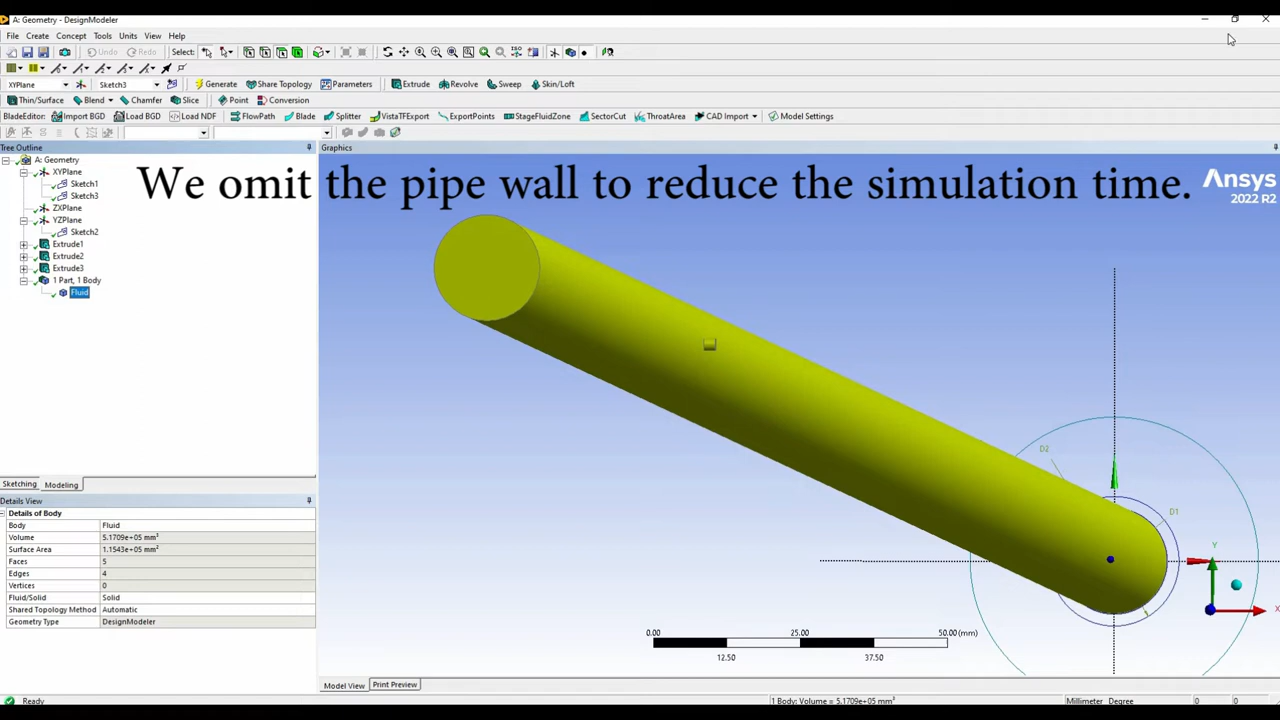 A: Geometry - DesignModeler
File Create Concept Tools Units View Help
Undo Redo Select:
XYPlane Sketch3 Generate Share Topology Parameters Extrude Revolve Sweep Skin/Loft
Thin/Surface Blend Chamfer Slice Point Conversion
BladeEditor: Import BGD Load BGD Load NDF FlowPath Blade Splitter VistaTFExport ExportPoints StageFluidZone SectorCut ThroatArea CAD Import Model Settings
Tree Outline
Graphics
A: Geometry
XYPlane
Sketch1
Sketch3
ZXPlane
YZPlane
Sketch2
Extrude1
Extrude2
Extrude3
1 Part, 1 Body
Fluid
We omit the pipe wall to reduce the simulation time.
Ansys
2022 R2
D2
D1
Y
X
0.00 25.00 50.00 (mm)
12.50 37.50
Sketching Modeling
Details View
Details of Body
Body Fluid
Volume 5.1709e+05 mm³
Surface Area 1.1543e+05 mm²
Faces 5
Edges 4
Vertices 0
Fluid/Solid Solid
Shared Topology Method Automatic
Geometry Type DesignModeler
Model View Print Preview
Ready
1 Body: Volume = 5.1709e+05 mm³
Millimeter Degree 0 0